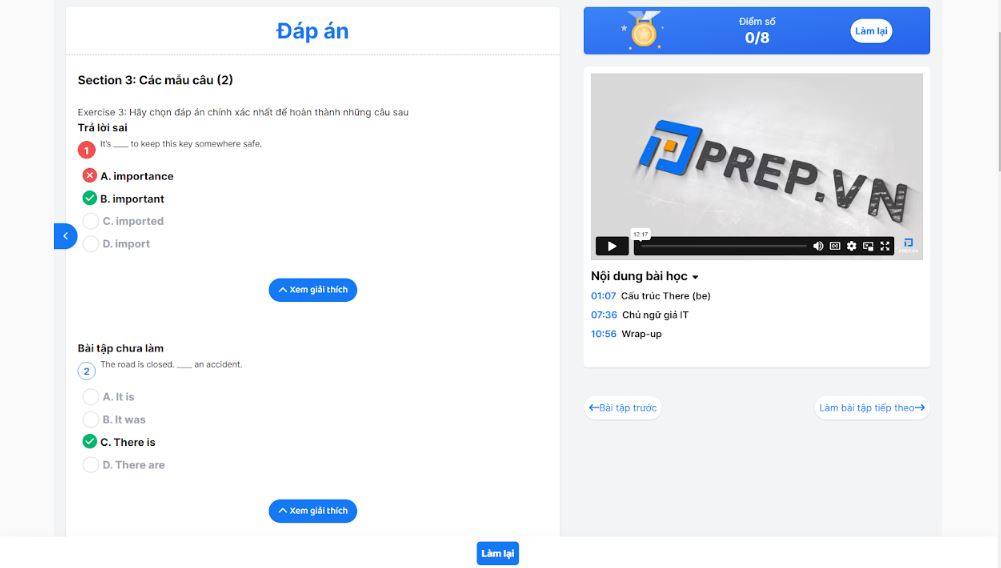 Đáp án
Section 3: Các mẫu câu (2)
Exercise 3: Hãy chọn đáp án chính xác nhất để hoàn thành những câu sau
Trả lời sai
1 It's ____ to keep this key somewhere safe.
A. importance
B. important
C. imported
D. import
Xem giải thích
Bài tập chưa làm
2 The road is closed. ____ an accident.
A. It is
B. It was
C. There is
D. There are
Xem giải thích
Làm lại
Điểm số
0/8
Làm lại
PREP.VN
12:17
Nội dung bài học
01:07 Cấu trúc There (be)
07:36 Chủ ngữ giả IT
10:56 Wrap-up
Bài tập trước
Làm bài tập tiếp theo